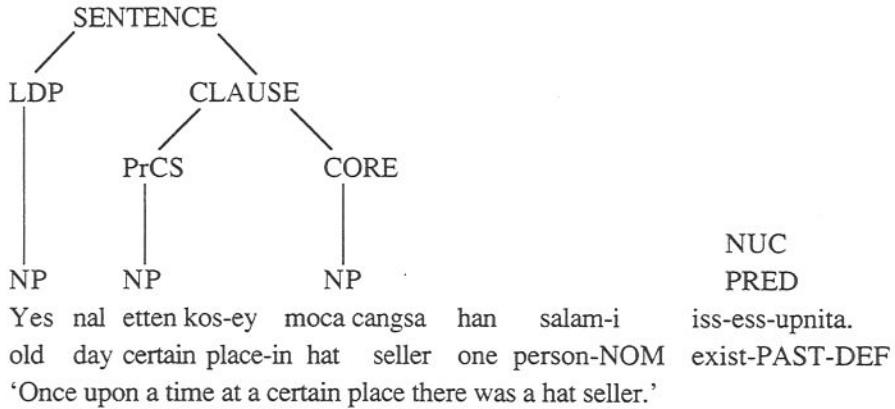 SENTENCE
LDP CLAUSE
PrCS CORE
NUC
NP NP NP PRED
Yes nal etten kos-ey moca cangsa han salam-i iss-ess-upnita.
old day certain place-in hat seller one person-NOM exist-PAST-DEF
‘Once upon a time at a certain place there was a hat seller.’